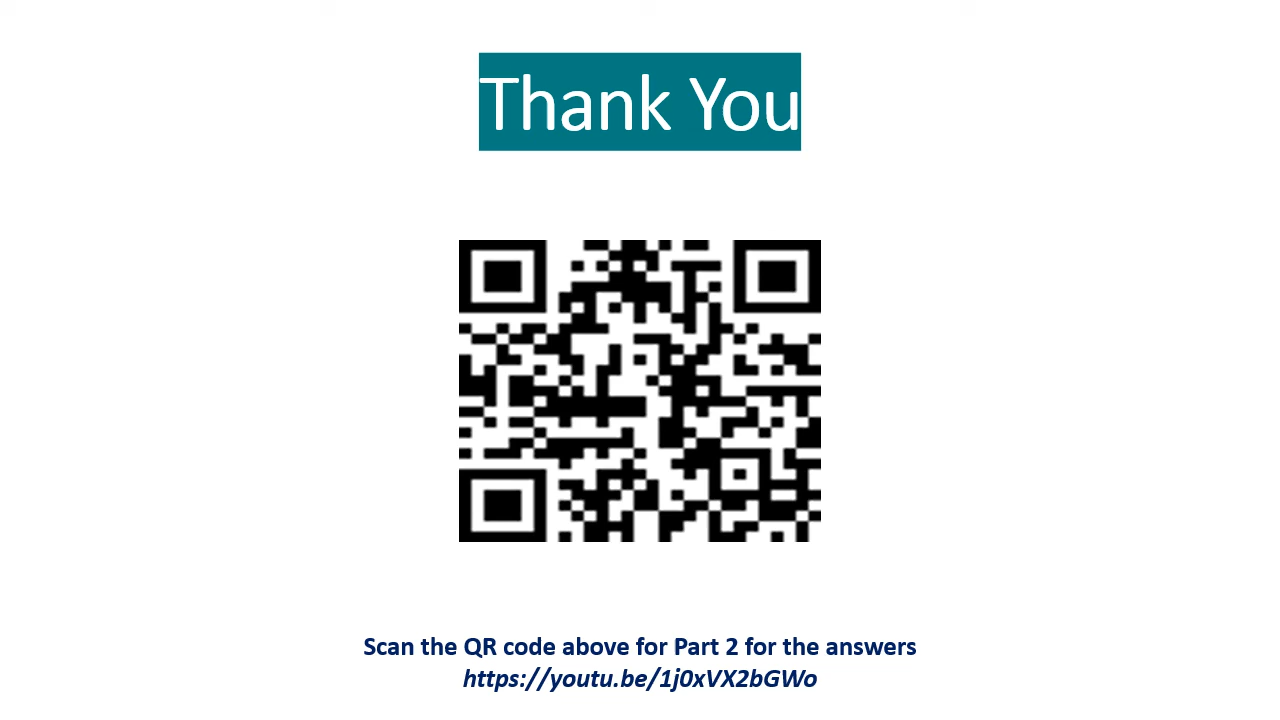 Thank You
Scan the QR code above for Part 2 for the answers
https://youtu.be/1j0xVX2bGWo